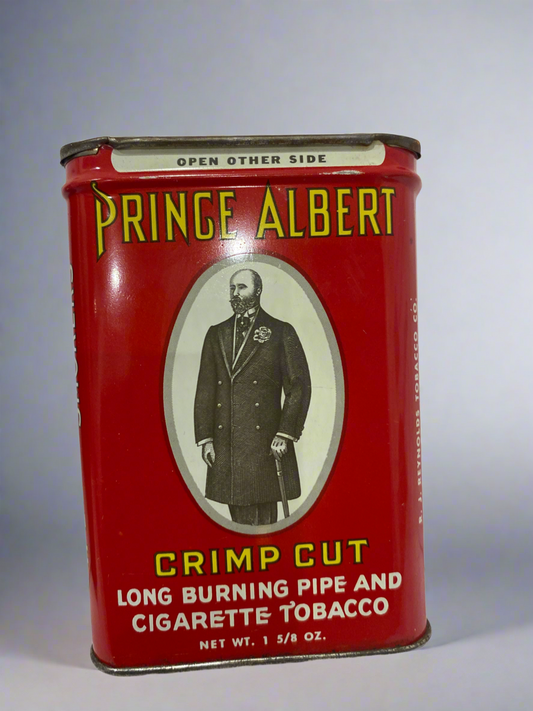 OPEN OTHER SIDE
PRINCE ALBERT
CRIMP CUT
LONG BURNING PIPE AND
CIGARETTE TOBACCO
NET WT. 1 5/8 OZ.
R. J. REYNOLDS TOBACCO CO.